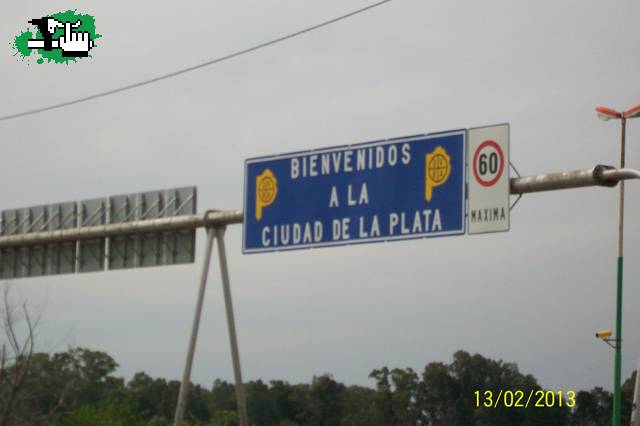 BIENVENIDOS
A LA
CIUDAD DE LA PLATA
60
MAXIMA
13/02/2013